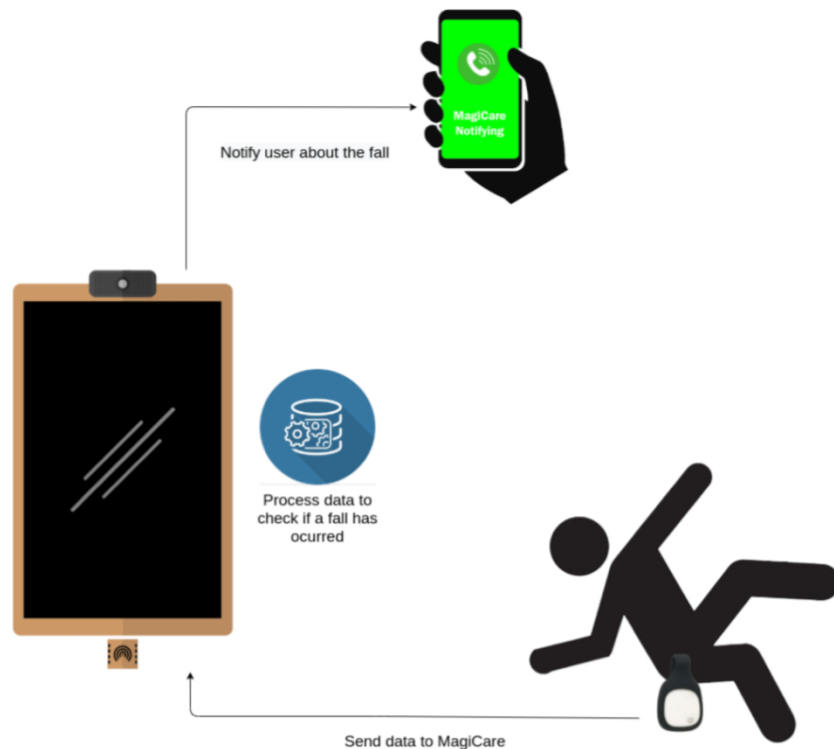 MagiCare
Notifying
Notify user about the fall
Process data to
check if a fall has
ocurred
Send data to MagiCare